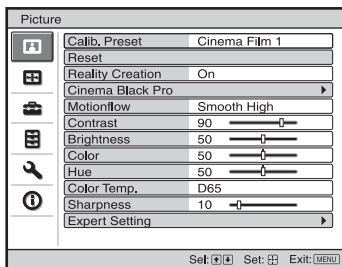 Picture
Calib. Preset Cinema Film 1
Reset
Reality Creation On
Cinema Black Pro
Motionflow Smooth High
Contrast 90
Brightness 50
Color 50
Hue 50
Color Temp. D65
Sharpness 10
Expert Setting
Sel: Set: Exit: MENU